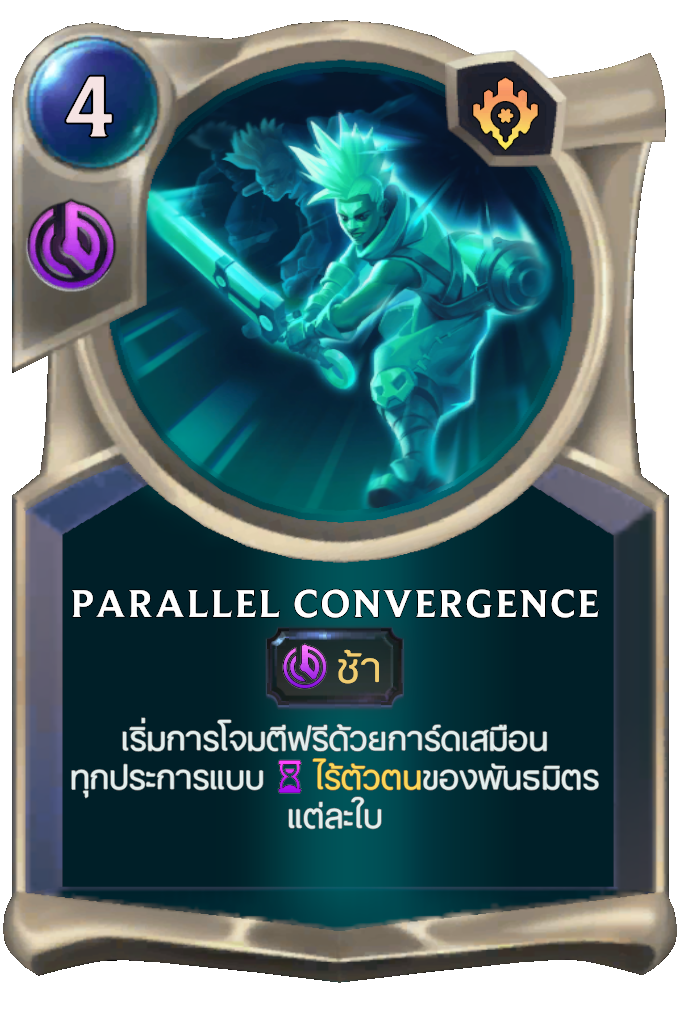 4
PARALLEL CONVERGENCE
ช้า
เริ่มการโจมตีฟรีด้วยการ์ดเสมือน
ทุกประการแบบ ไร้ตัวตนของพันธมิตร
แต่ละใบ